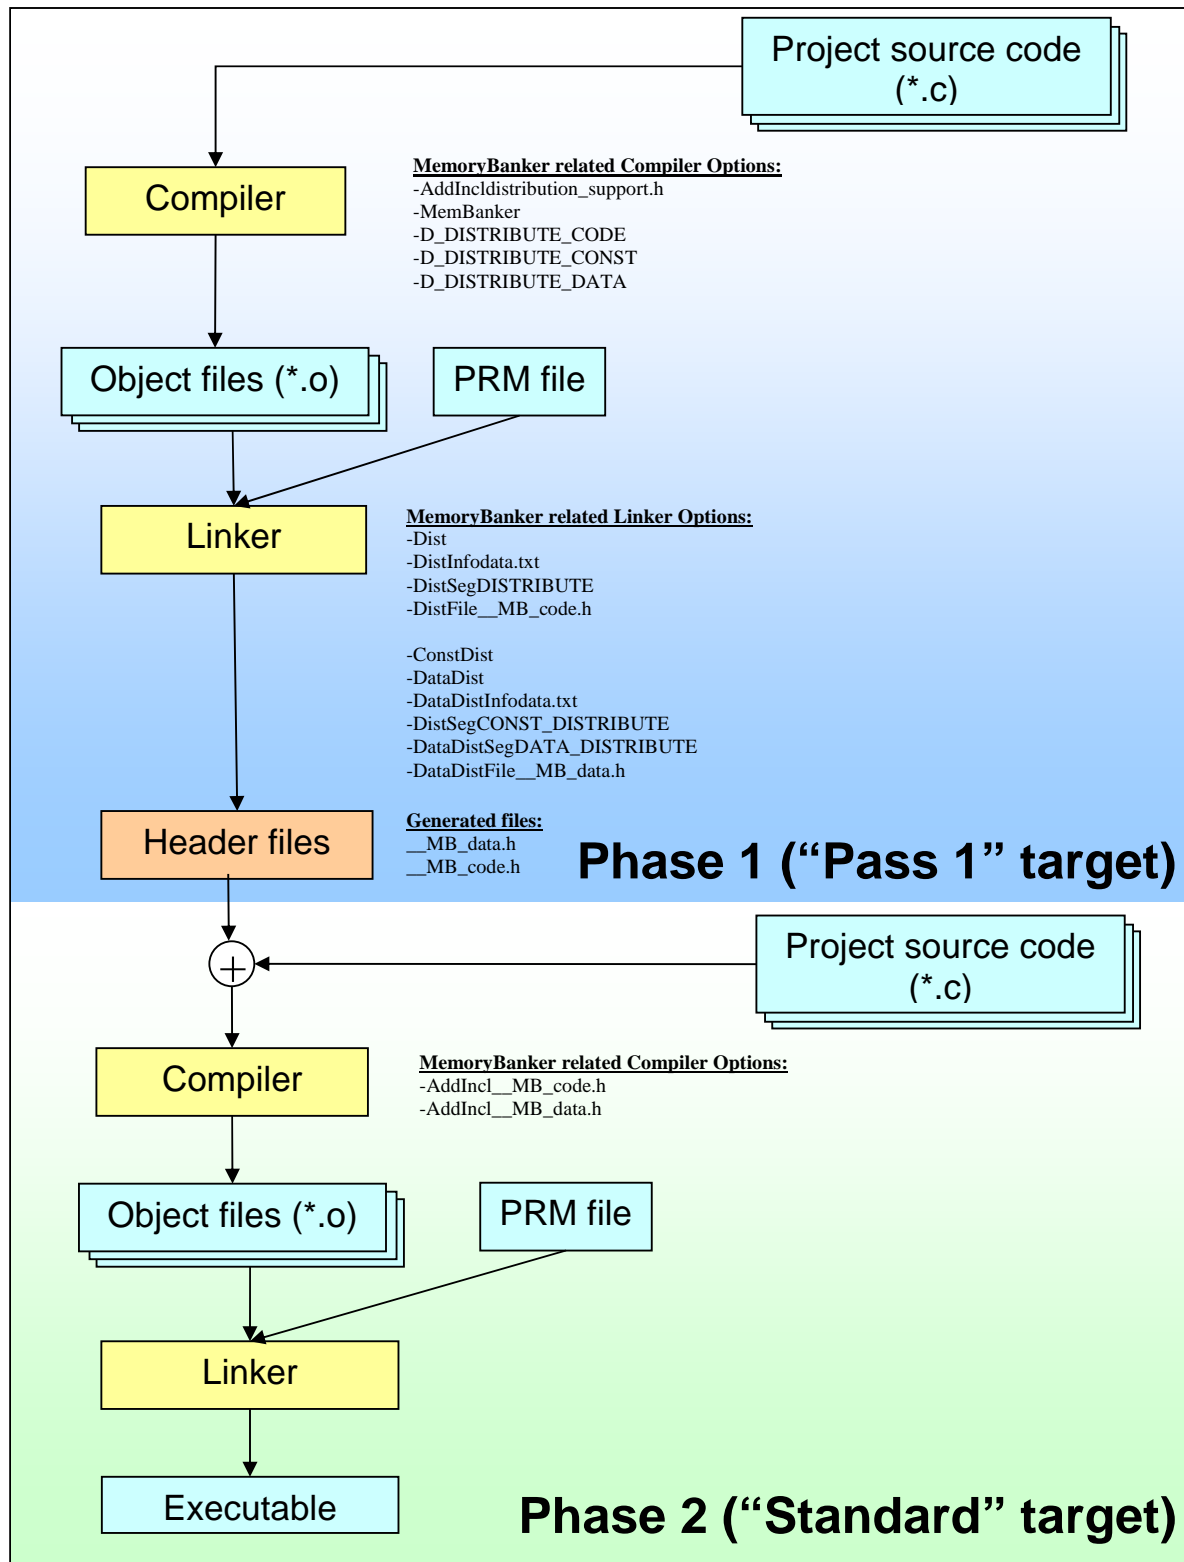 Project source code
(*.c)
Compiler
MemoryBanker related Compiler Options:
-AddIncldistribution_support.h
-MemBanker
-D_DISTRIBUTE_CODE
-D_DISTRIBUTE_CONST
-D_DISTRIBUTE_DATA
Object files (*.o)
PRM file
Linker
MemoryBanker related Linker Options:
-Dist
-DistInfodata.txt
-DistSegDISTRIBUTE
-DistFile__MB_code.h
-ConstDist
-DataDist
-DataDistInfodata.txt
-DistSegCONST_DISTRIBUTE
-DataDistSegDATA_DISTRIBUTE
-DataDistFile__MB_data.h
Header files
Generated files:
__MB_data.h
__MB_code.h
Phase 1 (“Pass 1” target)
Project source code
(*.c)
+
Compiler
MemoryBanker related Compiler Options:
-AddIncl__MB_code.h
-AddIncl__MB_data.h
Object files (*.o)
PRM file
Linker
Executable
Phase 2 (“Standard” target)